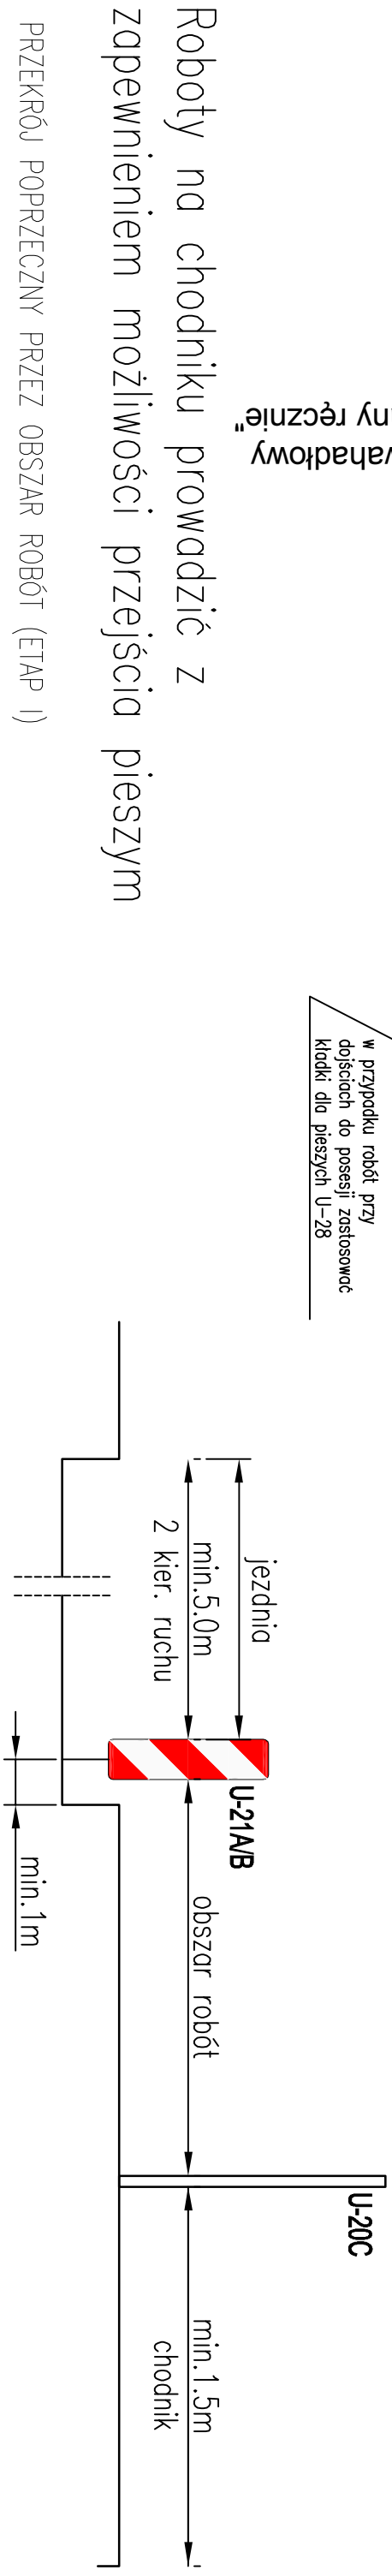 ny ręcznie"
wahadłowy
Roboty na chodniku prowadzić z
zapewnieniem możliwości przejścia pieszym
PRZEKRÓJ POPRZECZNY PRZEZ OBSZAR ROBÓT (ETAP I)
w przypadku robót przy
dojściach do posesji zastosować
kładki dla pieszych U-28
jezdnia
min.5.0m
2 kier. ruchu
U-21A/B
min.1m
obszar robót
U-20C
min.1.5m
chodnik